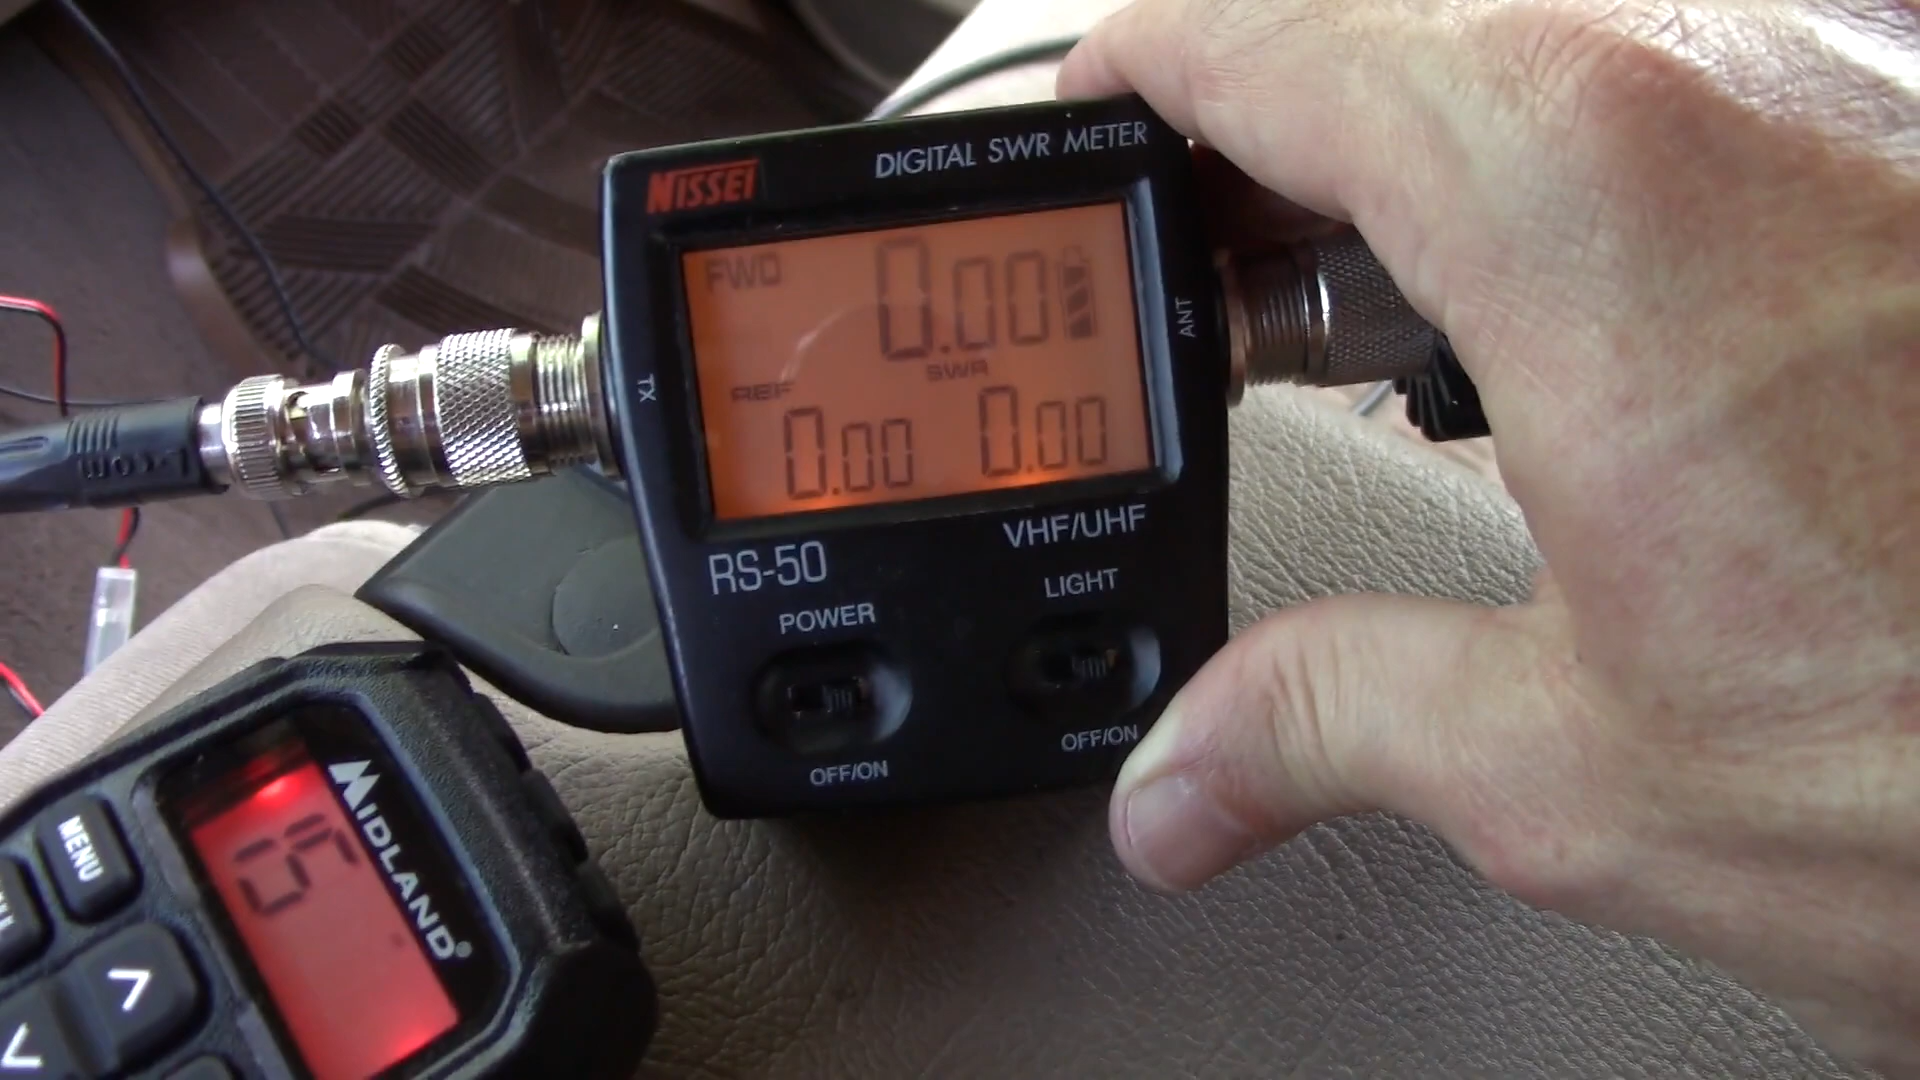 NISSEI
DIGITAL SWR METER
FWD
0.00
SWR
REF
0.00
0.00
TX
ANT
RS-50
VHF/UHF
POWER
LIGHT
OFF/ON
OFF/ON
MIDLAND®
15
MENU